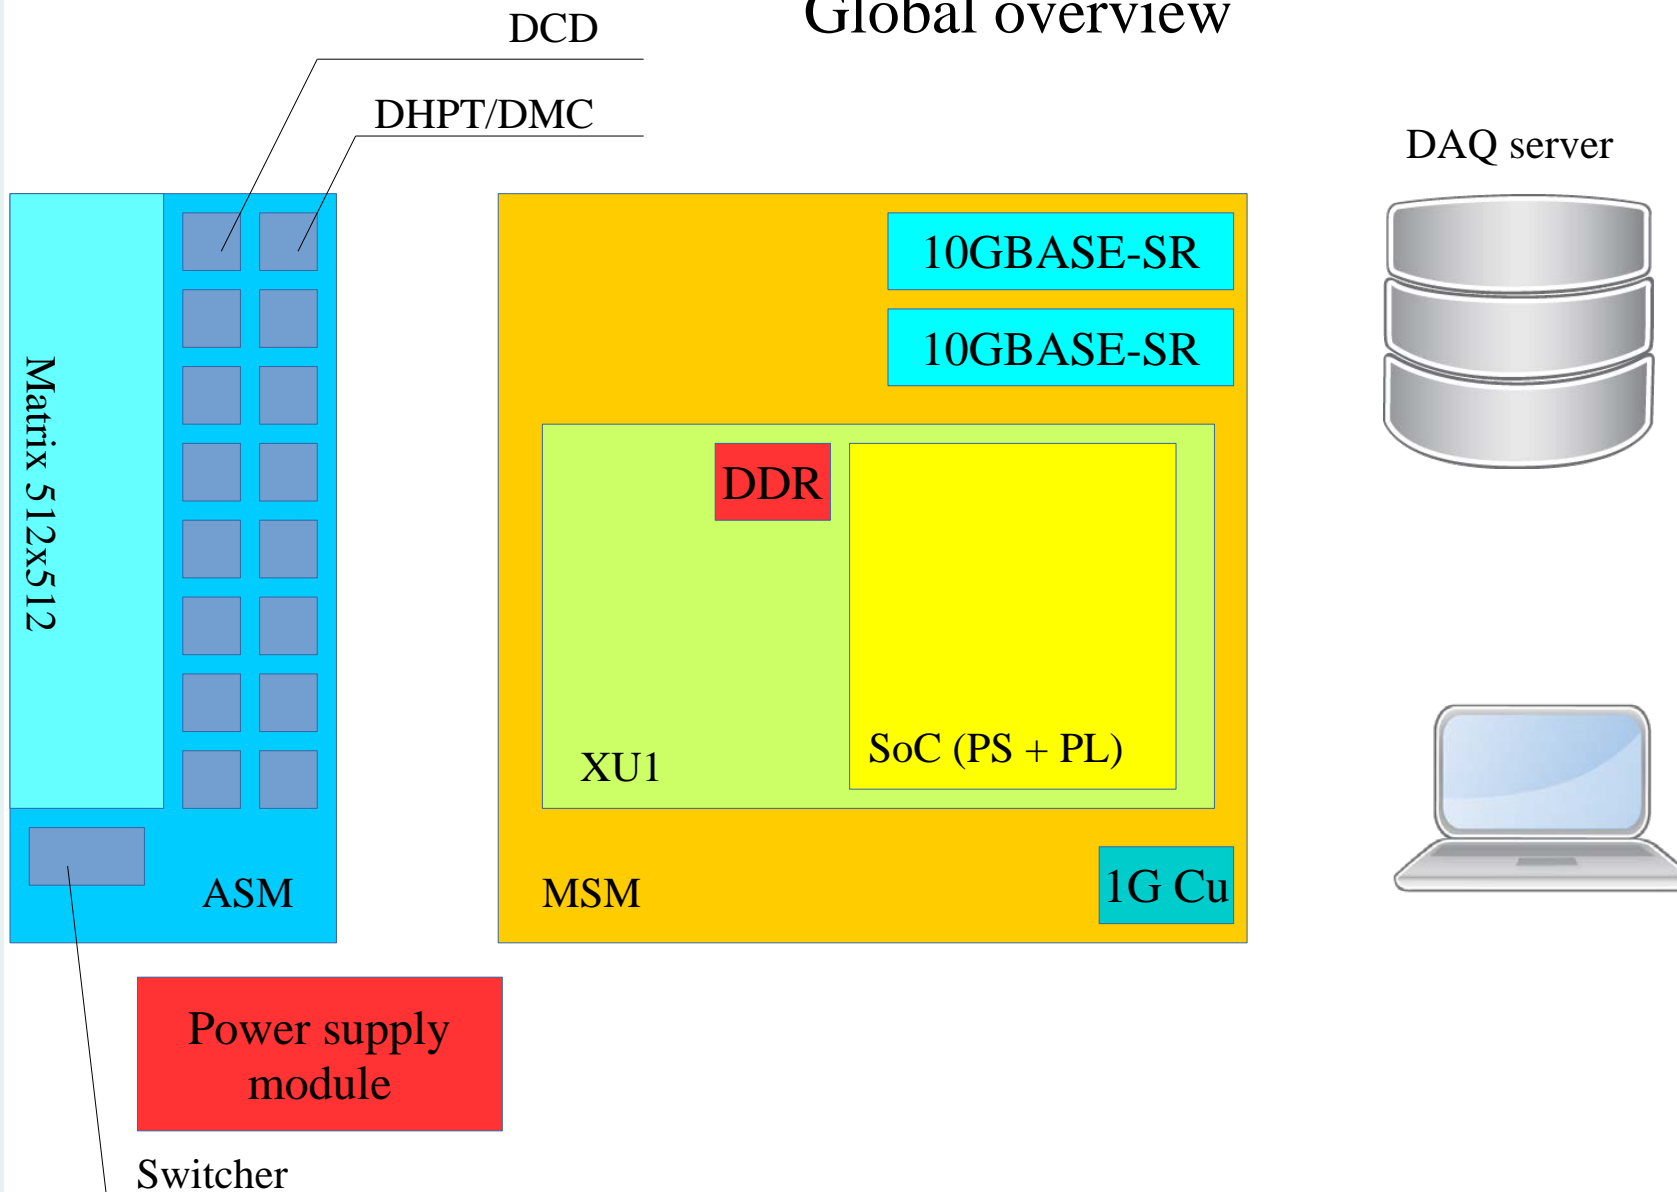 Global overview
DCD
DHPT/DMC
DAQ server
10GBASE-SR
10GBASE-SR
Matrix 512x512
DDR
SoC (PS + PL)
XU1
ASM
MSM
1G Cu
Power supply
module
Switcher